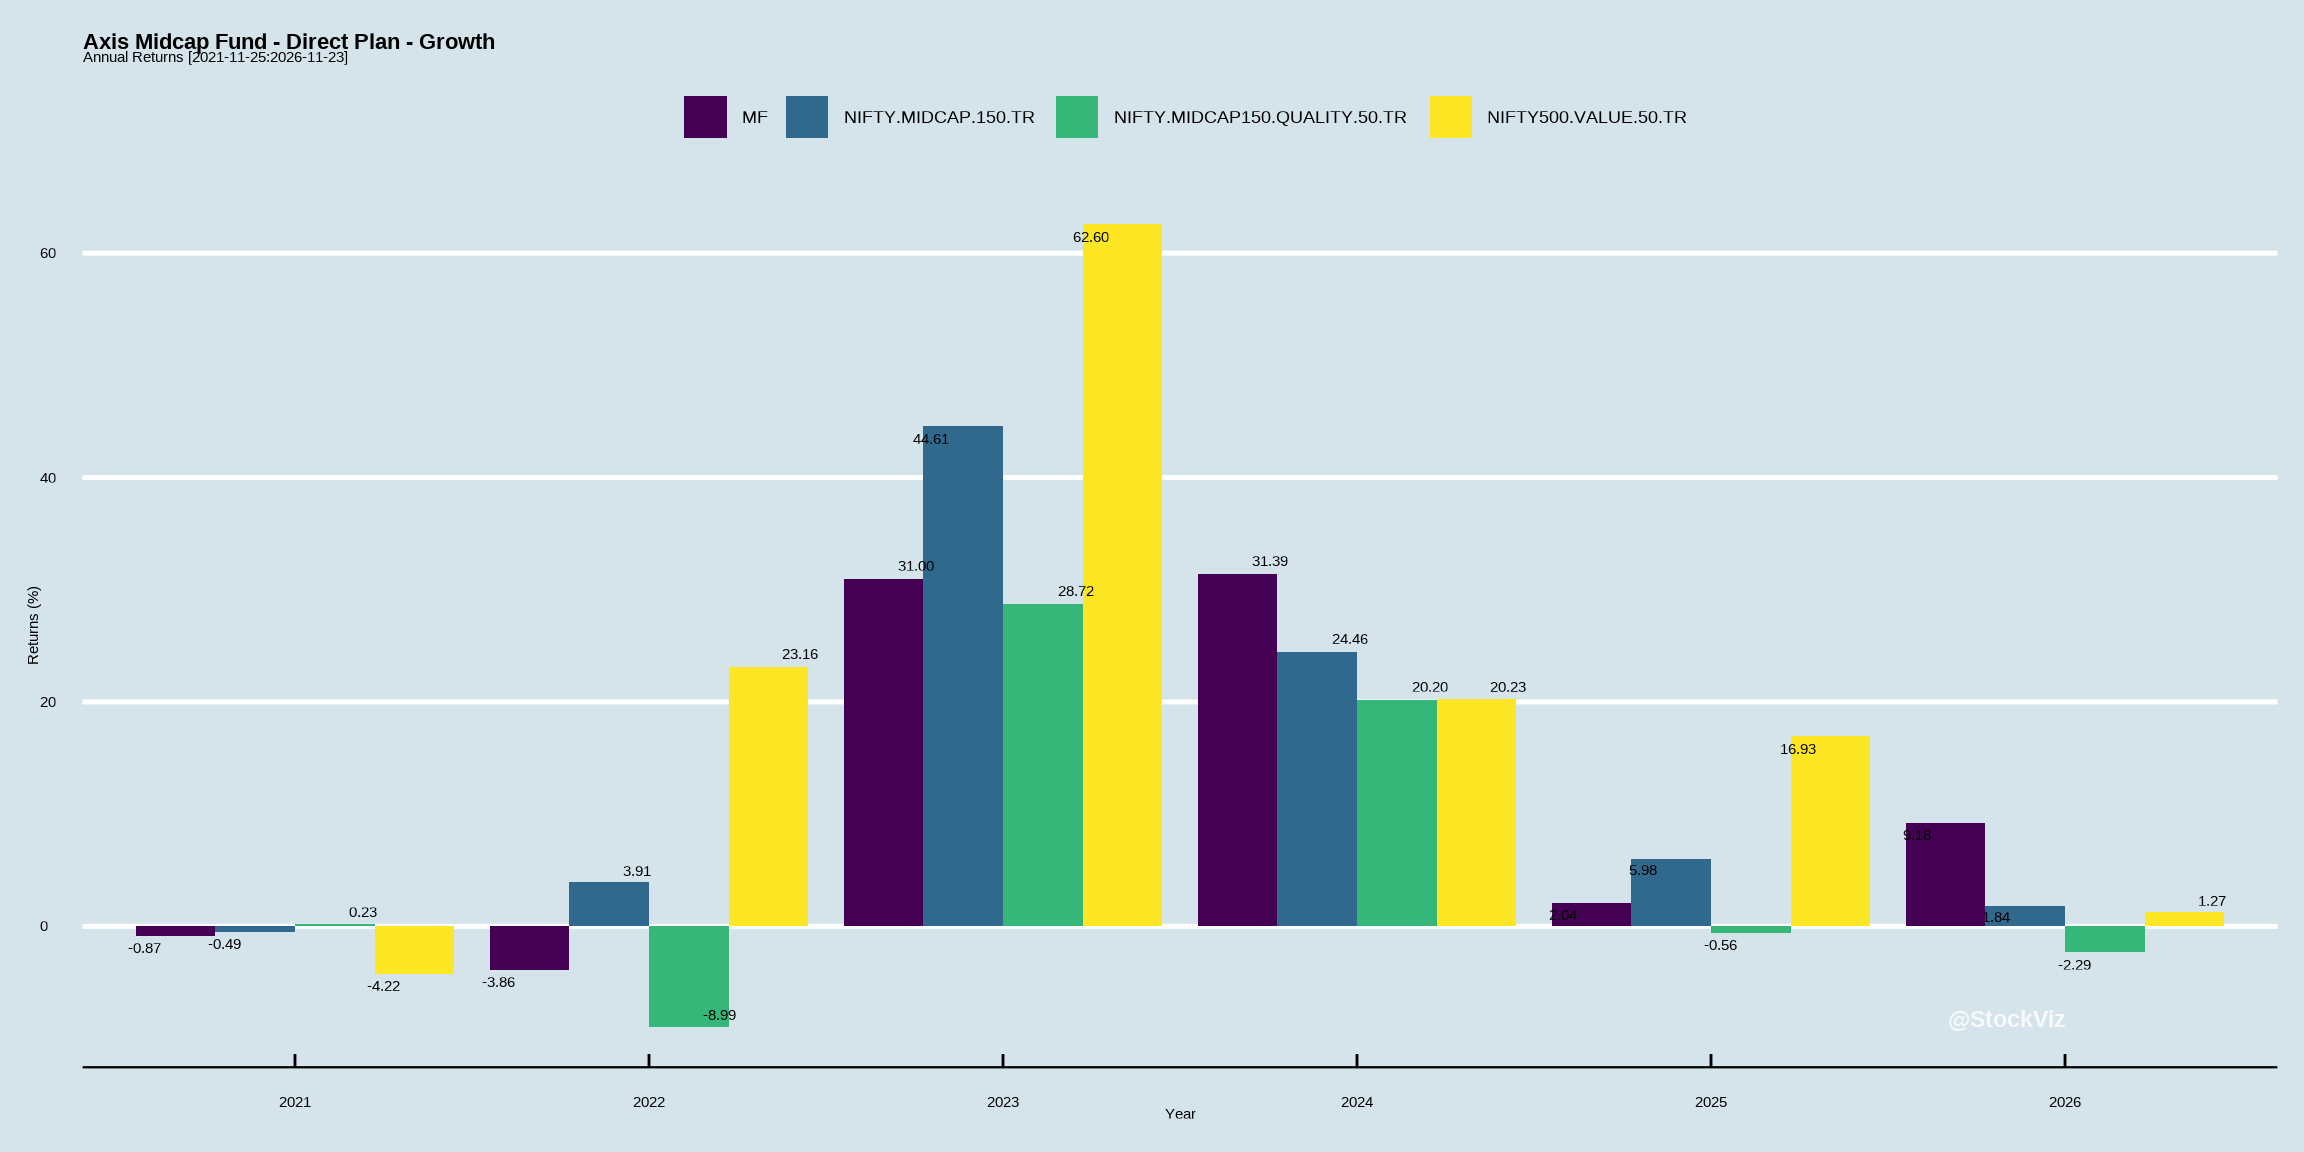 Axis Midcap Fund - Direct Plan - Growth
Annual Returns [2021-11-25:2026-11-23]
MF NIFTY.MIDCAP.150.TR NIFTY.MIDCAP150.QUALITY.50.TR NIFTY500.VALUE.50.TR
Returns (%)
60
40
20
0
-0.87 -0.49 0.23 -4.22
-3.86 3.91 -8.99 23.16
31.00 44.61 28.72 62.60
31.39 24.46 20.20 20.23
2.04 5.98 -0.56 16.93
9.18 1.84 -2.29 1.27
@StockViz
2021 2022 2023 2024 2025 2026
Year